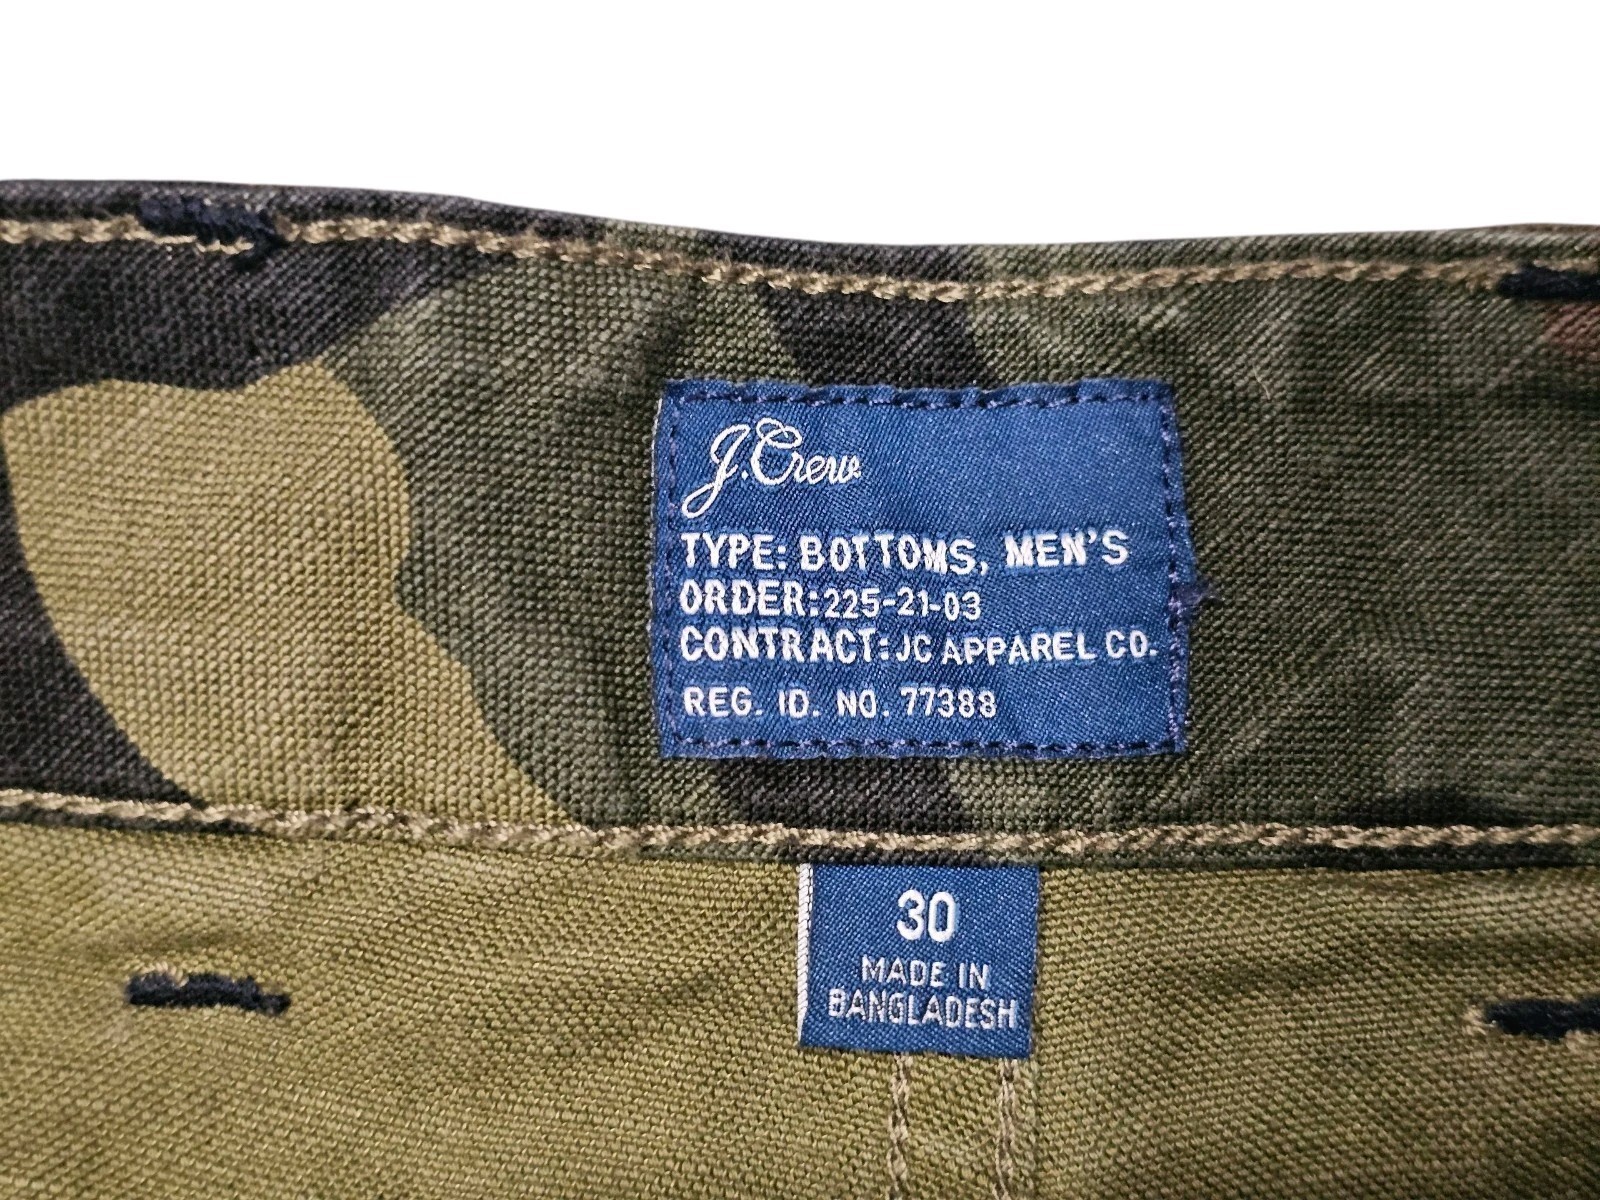 J.Crew
TYPE: BOTTOMS, MEN'S
ORDER:225-21-03
CONTRACT: JC APPAREL CO.
REG. ID. NO. 77388
30
MADE IN
BANGLADESH